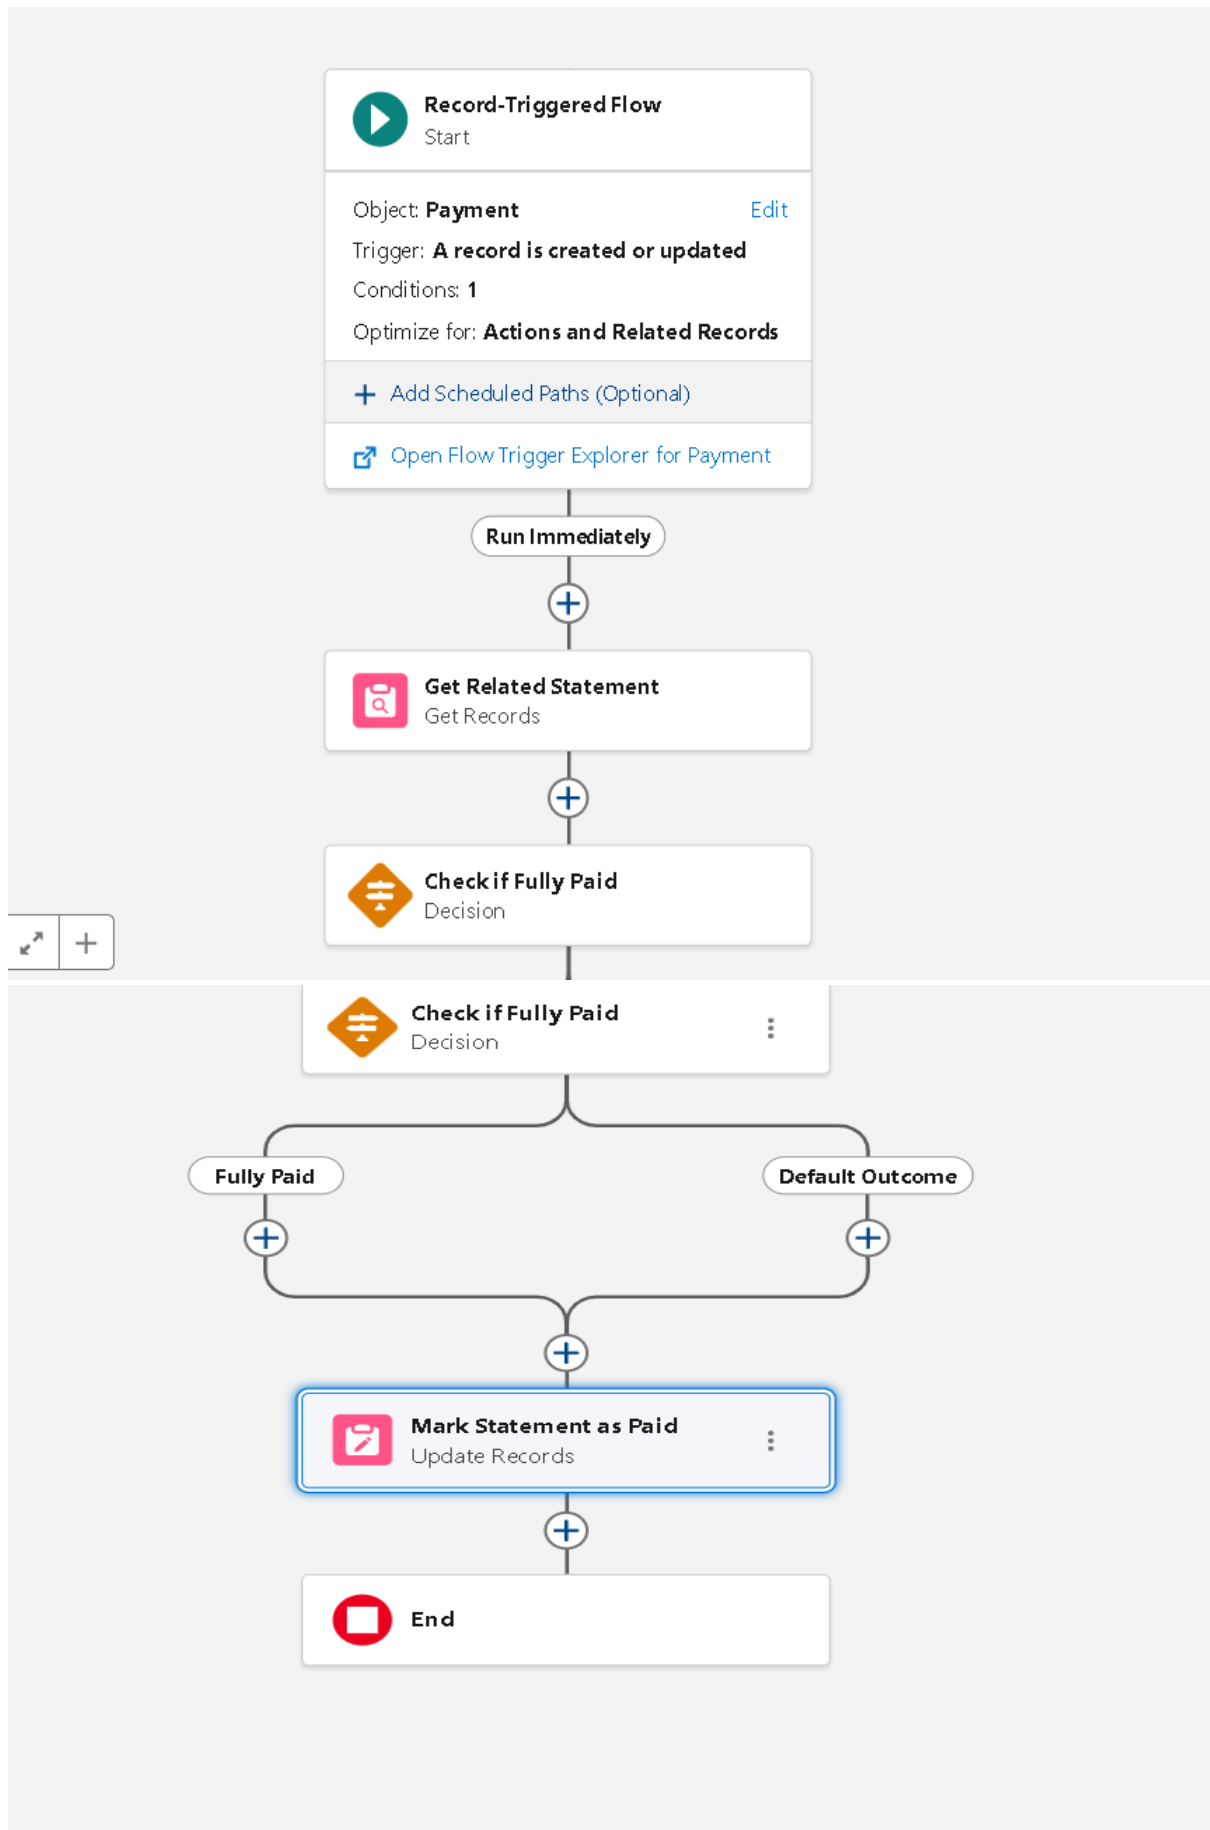 Record-Triggered Flow
Start
Object: Payment Edit
Trigger: A record is created or updated
Conditions: 1
Optimize for: Actions and Related Records
Add Scheduled Paths (Optional)
Open Flow Trigger Explorer for Payment
Run Immediately
Get Related Statement
Get Records
Check if Fully Paid
Decision
Check if Fully Paid
Decision
Fully Paid Default Outcome
Mark Statement as Paid
Update Records
End